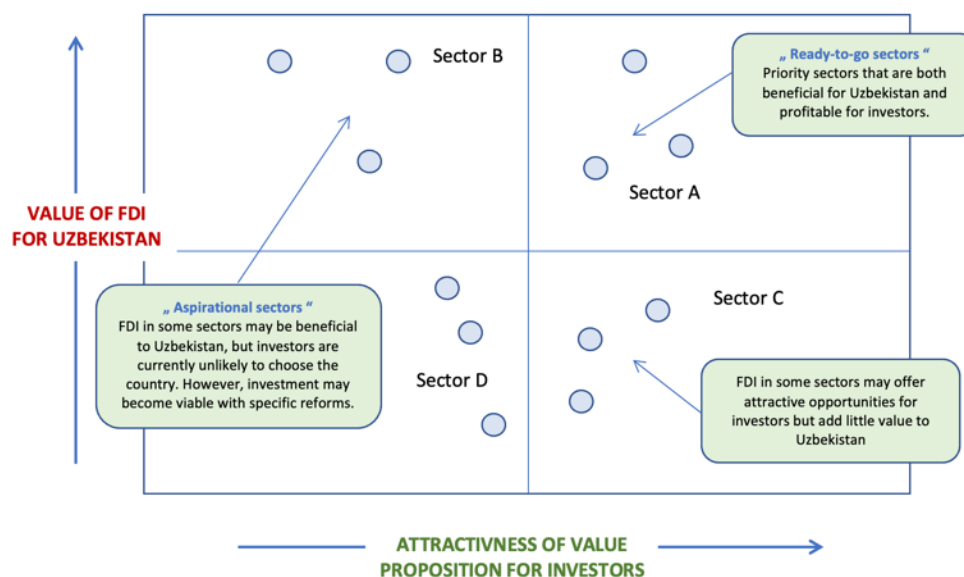 Sector B
„ Ready-to-go sectors “
Priority sectors that are both
beneficial for Uzbekistan and
profitable for investors.
Sector A
VALUE OF FDI
FOR UZBEKISTAN
„ Aspirational sectors “
FDI in some sectors may be beneficial
to Uzbekistan, but investors are
currently unlikely to choose the
country. However, investment may
become viable with specific reforms.
Sector D
Sector C
FDI in some sectors may offer
attractive opportunities for
investors but add little value to
Uzbekistan
ATTRACTIVNESS OF VALUE
PROPOSITION FOR INVESTORS